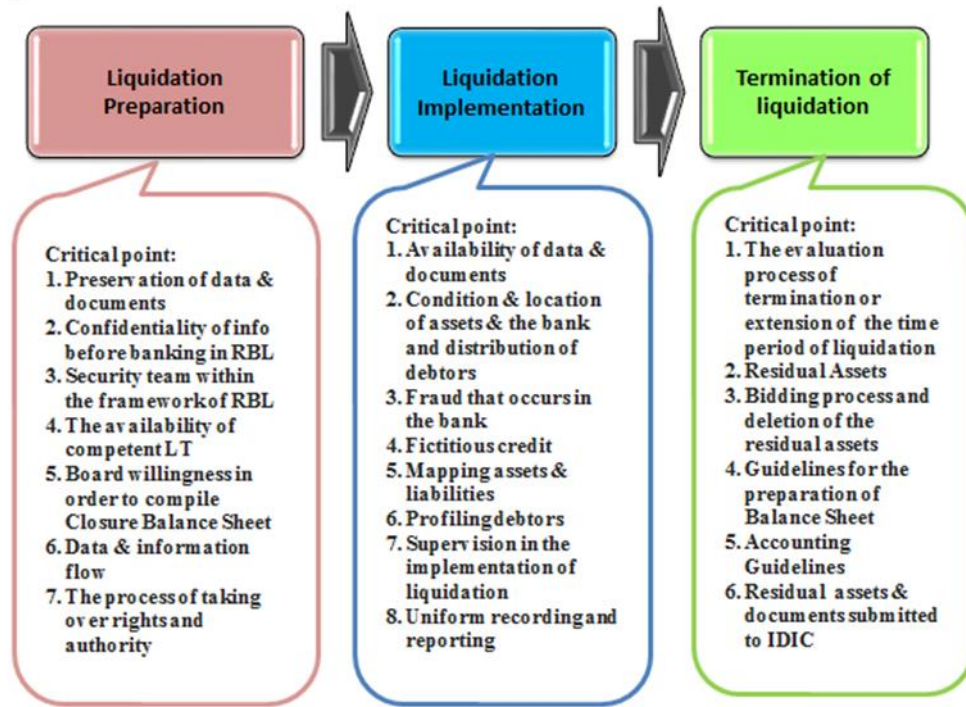 Liquidation
Preparation
Liquidation
Implementation
Termination of
liquidation
Critical point:
1. Preservation of data &
documents
2. Confidentiality of info
before banking in RBL
3. Security team within
the framework of RBL
4. The availability of
competent LT
5. Board willingness in
order to compile
Closure Balance Sheet
6. Data & information
flow
7. The process of taking
over rights and
authority
Critical point:
1. Availability of data &
documents
2. Condition & location
of assets & the bank
and distribution of
debtors
3. Fraud that occurs in
the bank
4. Fictitious credit
5. Mapping assets &
liabilities
6. Profiling debtors
7. Supervision in the
implementation of
liquidation
8. Uniform recording and
reporting
Critical point:
1. The evaluation
process of
termination or
extension of the time
period of liquidation
2. Residual Assets
3. Bidding process and
deletion of the
residual assets
4. Guidelines for the
preparation of
Balance Sheet
5. Accounting
Guidelines
6. Residual assets &
documents submitted
to IDIC